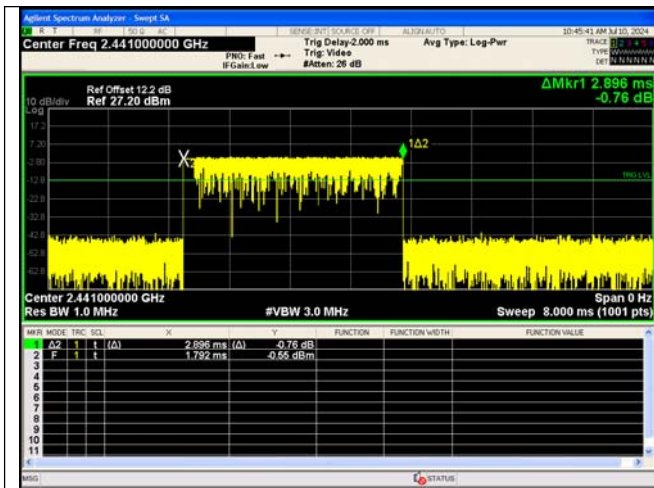 Agilent Spectrum Analyzer - Swept SA
R T RF 50 Ω AC SENSE:INT SOURCE OFF ALIGN AUTO 10:45:41 AM Jul 10, 2024
Center Freq 2.441000000 GHz
PNO: Fast
IFGain:Low
Trig Delay-2.000 ms
Trig: Video
#Atten: 26 dB
Avg Type: Log-Pwr
TRACE 1 2 3 4 5 6
TYPE
DET N N N N N N
ΔMkr1 2.896 ms
-0.76 dB
Ref Offset 12.2 dB
10 dB/div Ref 27.20 dBm
Log
17.2
7.20
-2.80
-12.8
-22.8
-32.8
-42.8
-52.8
-62.8
1Δ2
TRIG LVL
Center 2.441000000 GHz Span 0 Hz
Res BW 1.0 MHz #VBW 3.0 MHz Sweep 8.000 ms (1001 pts)
MKR MODE TRC SCL X Y FUNCTION FUNCTION WIDTH FUNCTION VALUE
1 Δ2 1 t (Δ) 2.896 ms (Δ) -0.76 dB
2 F 1 t 1.792 ms -0.55 dBm
3
4
5
6
7
8
9
10
11
MSG STATUS